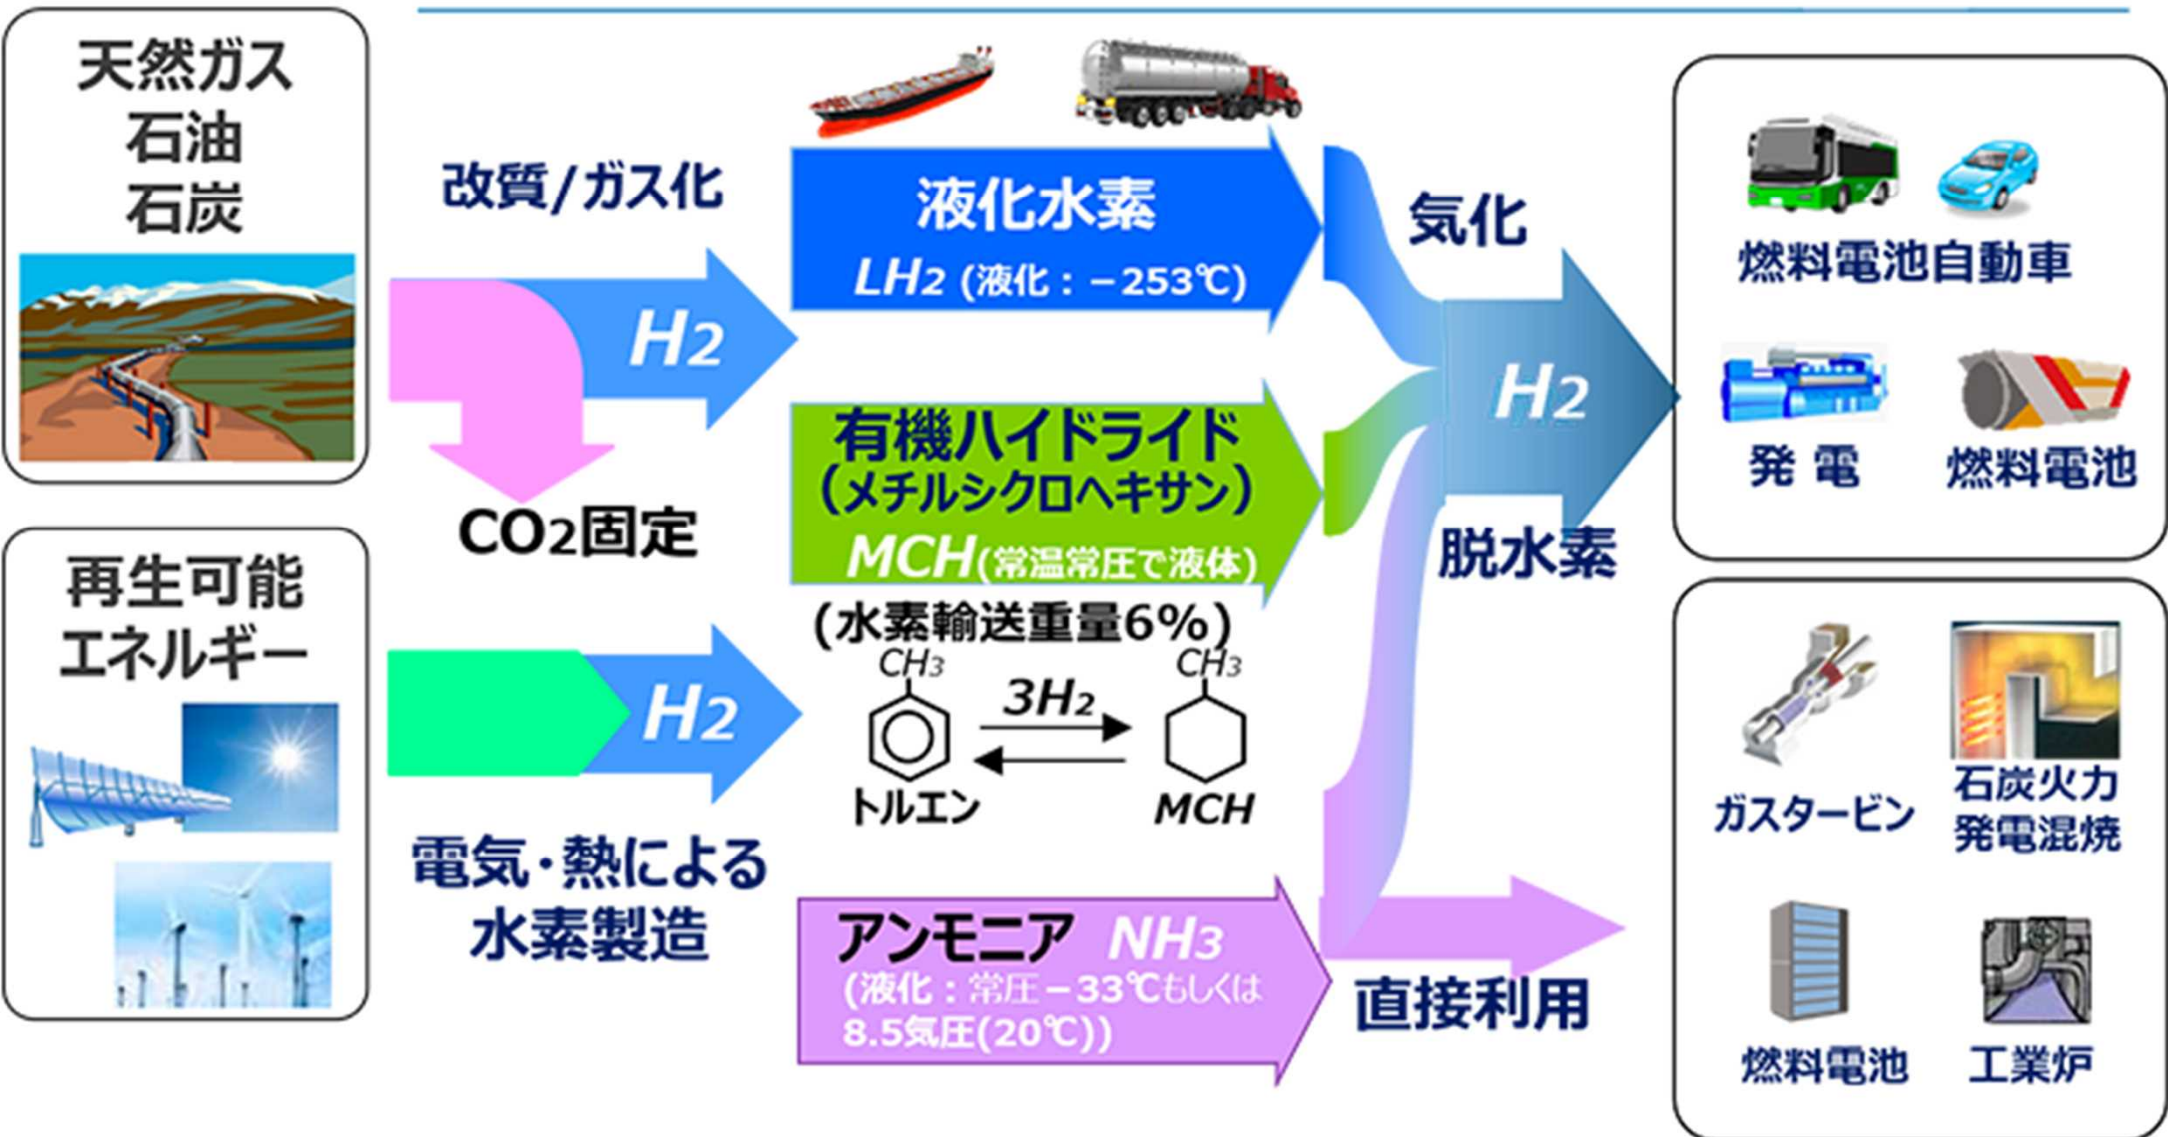 天然ガス
石油
石炭
改質/ガス化
H2
CO2固定
再生可能
エネルギー
H2
電気・熱による
水素製造
液化水素
LH2 (液化：－253℃)
有機ハイドライド
（メチルシクロヘキサン）
MCH(常温常圧で液体)
(水素輸送重量6%)
CH3
CH3
3H2
トルエン
MCH
アンモニア NH3
(液化：常圧－33℃もしくは
8.5気圧(20℃))
気化
H2
脱水素
直接利用
燃料電池自動車
発電
燃料電池
ガスタービン
石炭火力
発電混焼
燃料電池
工業炉